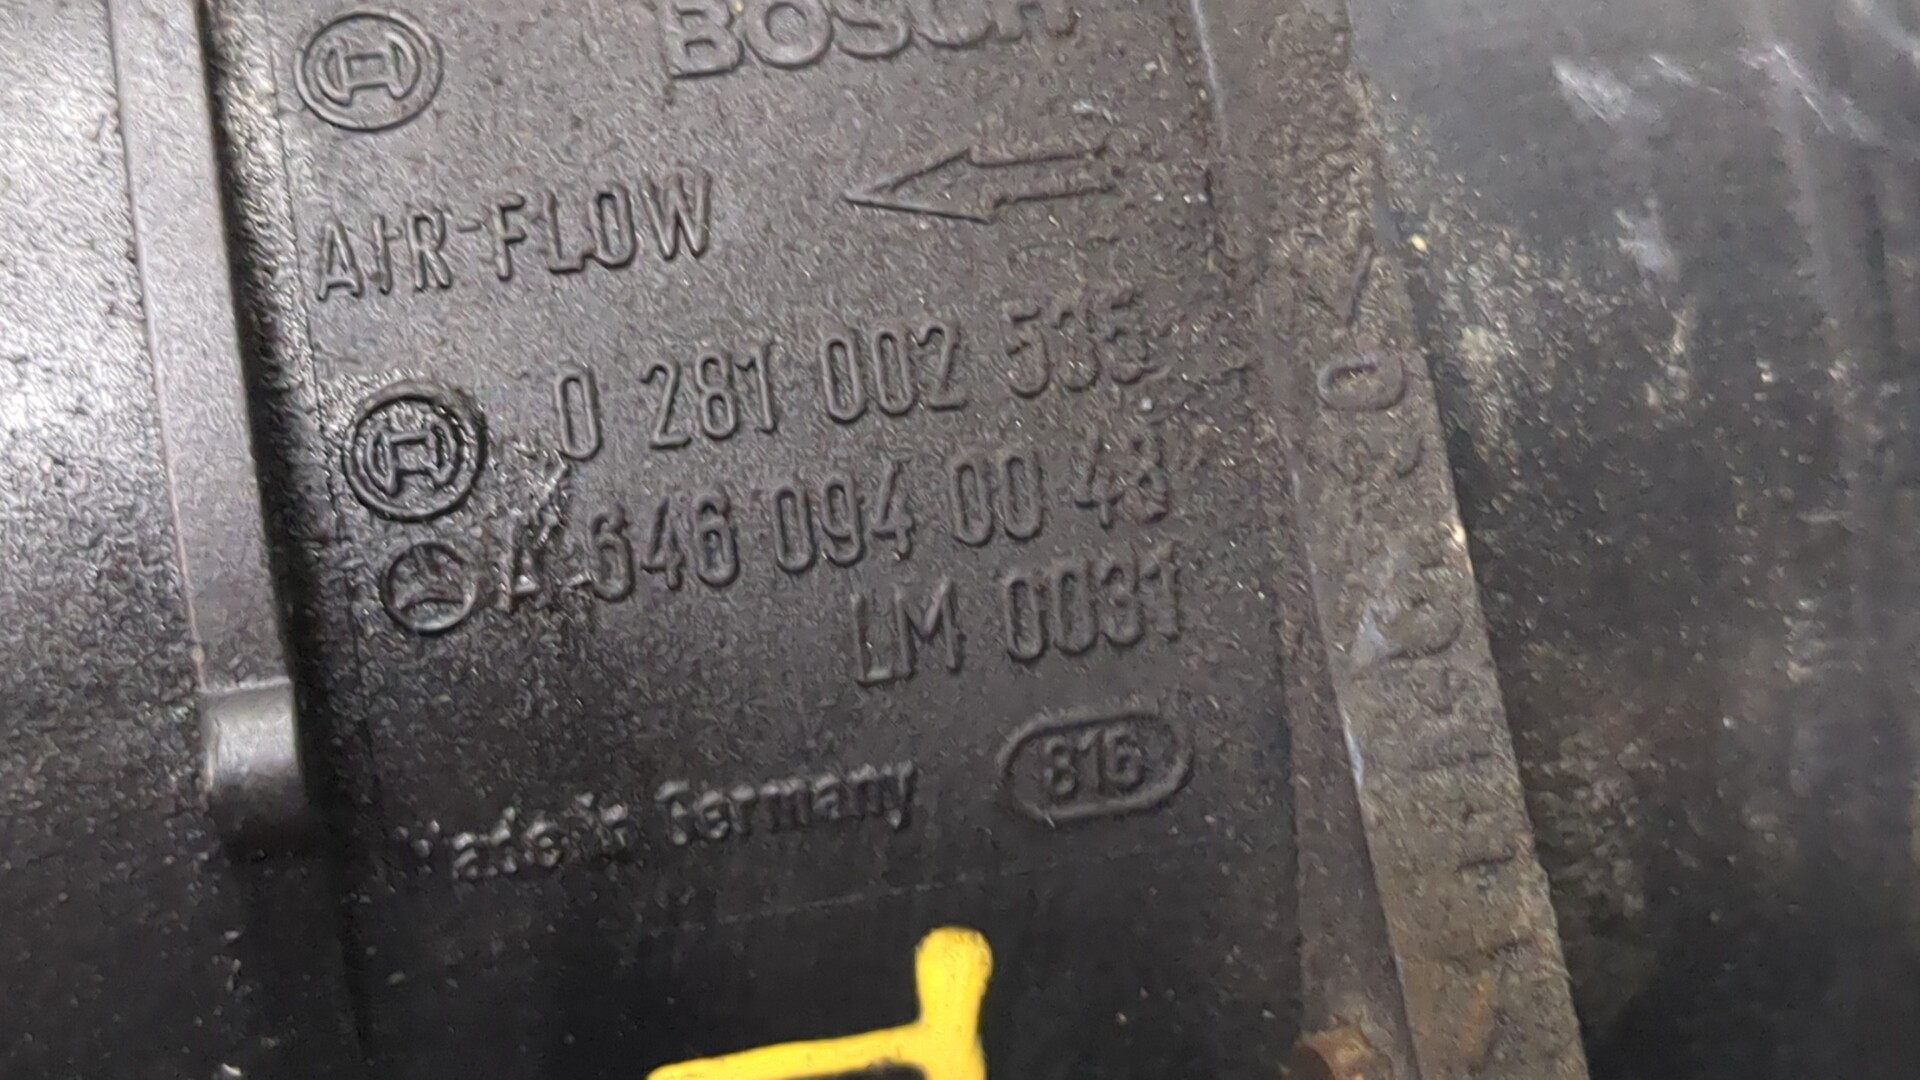 BOSCH
AIR FLOW
0 281 002 535
A 646 094 00 48
LM 0031
816
Made in Germany